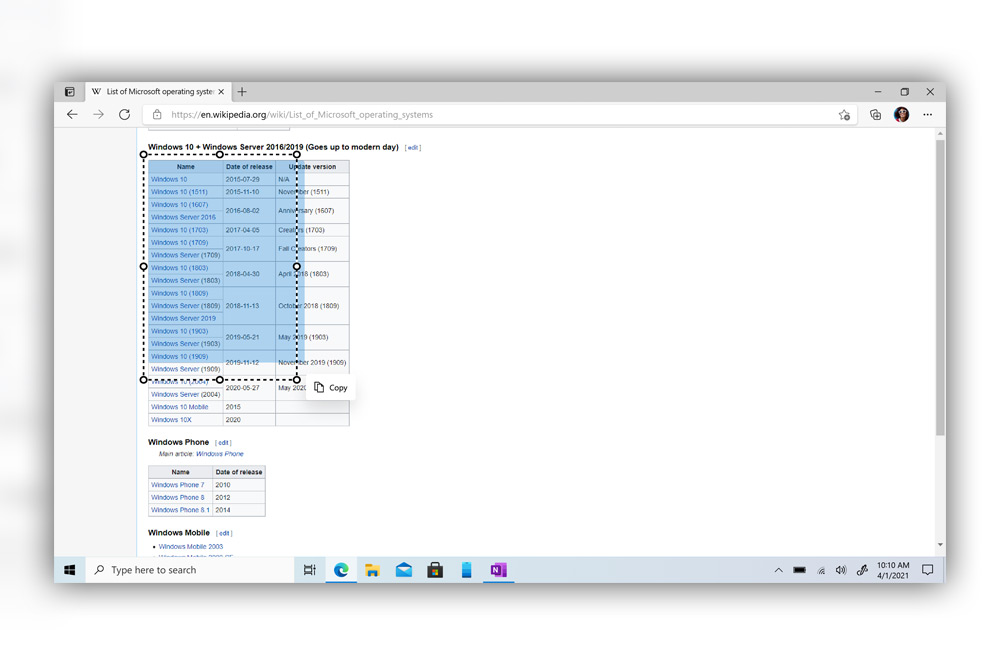 List of Microsoft operating syster
https://en.wikipedia.org/wiki/List_of_Microsoft_operating_systems
Windows 10 + Windows Server 2016/2019 (Goes up to modern day) [edit]
Name Date of release Update version
Windows 10 2015-07-29 N/A
Windows 10 (1511) 2015-11-10 November (1511)
Windows 10 (1607)
2016-08-02 Anniversary (1607)
Windows Server 2016
Windows 10 (1703) 2017-04-05 Creators (1703)
Windows 10 (1709)
2017-10-17 Fall Creators (1709)
Windows Server (1709)
Windows 10 (1803)
2018-04-30 April 2018 (1803)
Windows Server (1803)
Windows 10 (1809)
Windows Server (1809) 2018-11-13 October 2018 (1809)
Windows Server 2019
Windows 10 (1903)
2019-05-21 May 2019 (1903)
Windows Server (1903)
Windows 10 (1909)
2019-11-12 November 2019 (1909)
Windows Server (1909)
Windows 10 (2004)
2020-05-27 May 2020
Copy
Windows Server (2004)
Windows 10 Mobile 2015
Windows 10X 2020
Windows Phone [edit]
Main article: Windows Phone
Name Date of release
Windows Phone 7 2010
Windows Phone 8 2012
Windows Phone 8.1 2014
Windows Mobile [edit]
Windows Mobile 2003
Type here to search
10:10 AM
4/1/2021